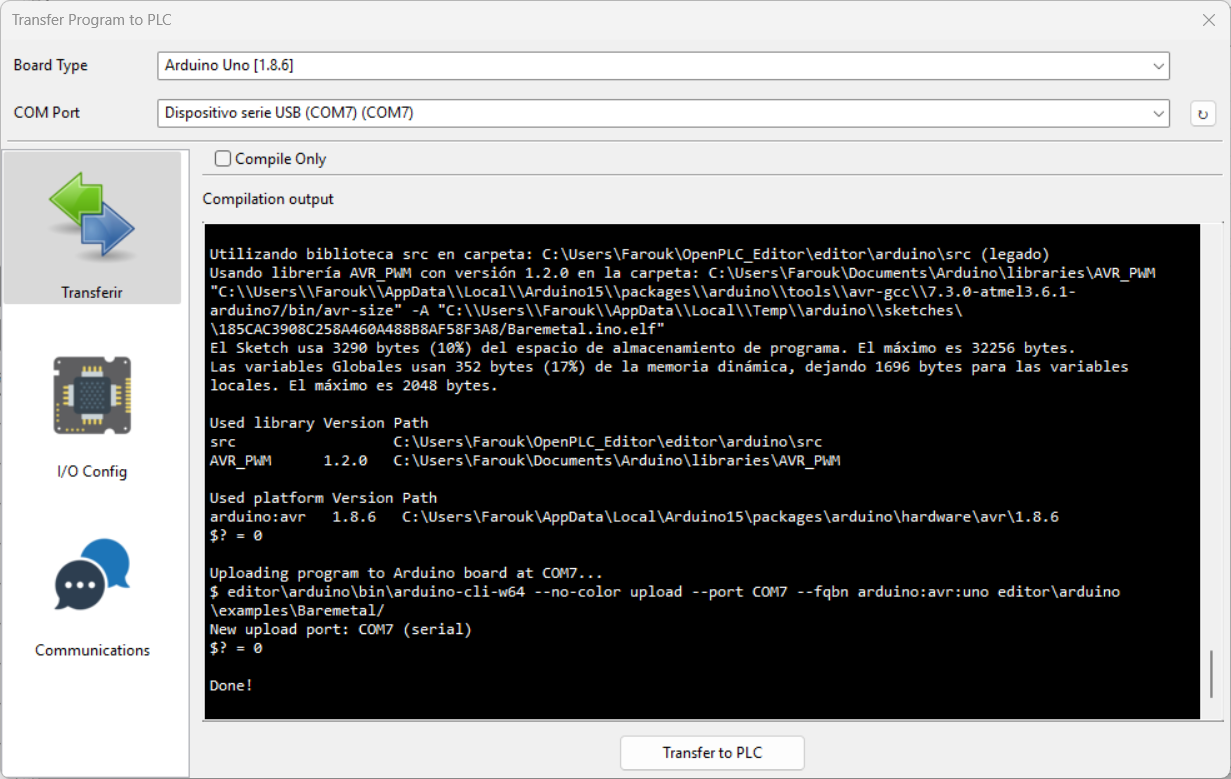 Transfer Program to PLC
Board Type
Arduino Uno [1.8.6]
COM Port
Dispositivo serie USB (COM7) (COM7)
Transferir
I/O Config
Communications
Compile Only
Compilation output
Utilizando biblioteca src en carpeta: C:\Users\Farouk\OpenPLC_Editor\editor\arduino\src (legado)
Usando librería AVR_PWM con versión 1.2.0 en la carpeta: C:\Users\Farouk\Documents\Arduino\libraries\AVR_PWM
"C:\\Users\\Farouk\\AppData\\Local\\Arduino15\\packages\\arduino\\tools\\avr-gcc\\7.3.0-atmel3.6.1-
arduino7/bin/avr-size" -A "C:\\Users\\Farouk\\AppData\\Local\\Temp\\arduino\\sketches\
\185CAC3908C258A460A488B8AF58F3A8/Baremetal.ino.elf"
El Sketch usa 3290 bytes (10%) del espacio de almacenamiento de programa. El máximo es 32256 bytes.
Las variables Globales usan 352 bytes (17%) de la memoria dinámica, dejando 1696 bytes para las variables
locales. El máximo es 2048 bytes.
Used library Version Path
src C:\Users\Farouk\OpenPLC_Editor\editor\arduino\src
AVR_PWM 1.2.0 C:\Users\Farouk\Documents\Arduino\libraries\AVR_PWM
Used platform Version Path
arduino:avr 1.8.6 C:\Users\Farouk\AppData\Local\Arduino15\packages\arduino\hardware\avr\1.8.6
$? = 0
Uploading program to Arduino board at COM7...
$ editor\arduino\bin\arduino-cli-w64 --no-color upload --port COM7 --fqbn arduino:avr:uno editor\arduino
\examples\Baremetal/
New upload port: COM7 (serial)
$? = 0
Done!
Transfer to PLC